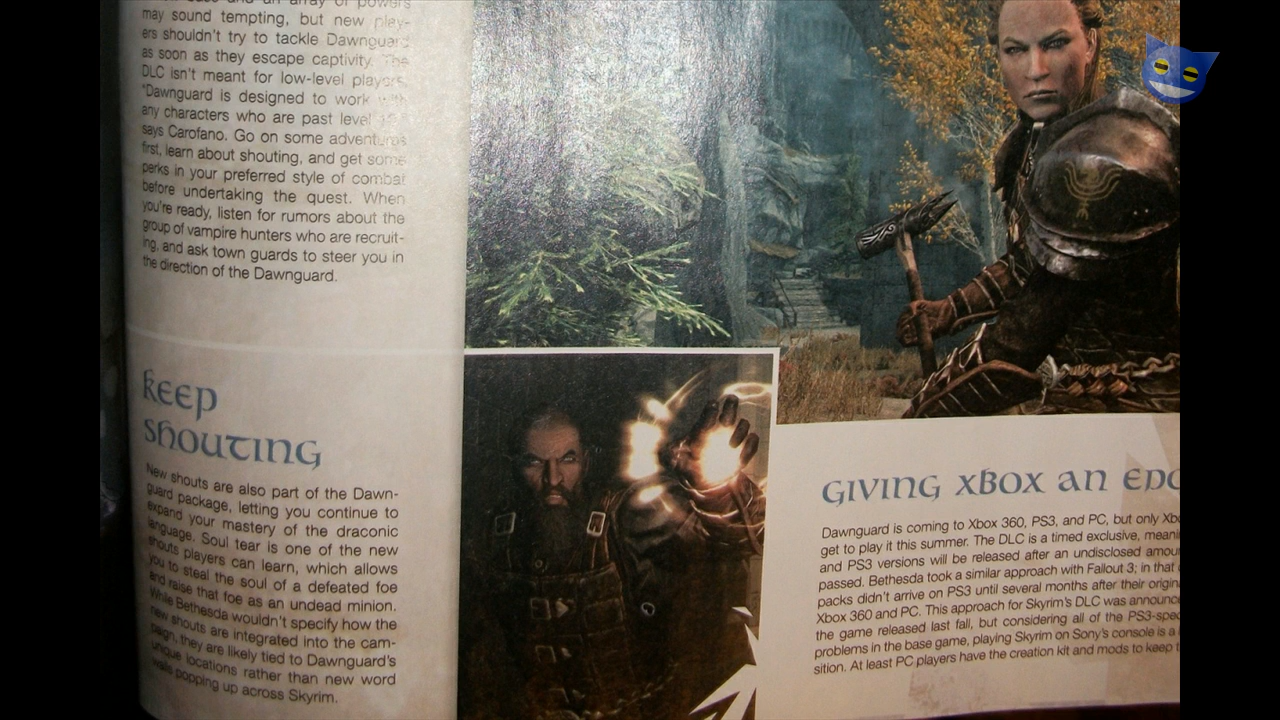 may sound tempting, but new play-
ers shouldn't try to tackle Dawnguard
as soon as they escape captivity. The
DLC isn't meant for low-level players.
"Dawnguard is designed to work with
any characters who are past level
says Carofano. Go on some adventures
first, learn about shouting, and get some
perks in your preferred style of combat
before undertaking the quest. When
you're ready, listen for rumors about the
group of vampire hunters who are recruit-
ing, and ask town guards to steer you in
the direction of the Dawnguard.
keep
shouting
New shouts are also part of the Dawn-
guard package, letting you continue to
expand your mastery of the draconic
language. Soul tear is one of the new
shouts players can learn, which allows
you to steal the soul of a defeated foe
and raise that foe as an undead minion.
While Bethesda wouldn't specify how the
new shouts are integrated into the cam-
paign, they are likely tied to Dawnguard's
unique locations rather than new word
walls popping up across Skyrim.
giving xbox an edg
Dawnguard is coming to Xbox 360, PS3, and PC, but only Xb
get to play it this summer. The DLC is a timed exclusive, meani
and PS3 versions will be released after an undisclosed amou
passed. Bethesda took a similar approach with Fallout 3; in that
packs didn't arrive on PS3 until several months after their origin
Xbox 360 and PC. This approach for Skyrim's DLC was announc
the game released last fall, but considering all of the PS3-spec
problems in the base game, playing Skyrim on Sony's console is a
sition. At least PC players have the creation kit and mods to keep t